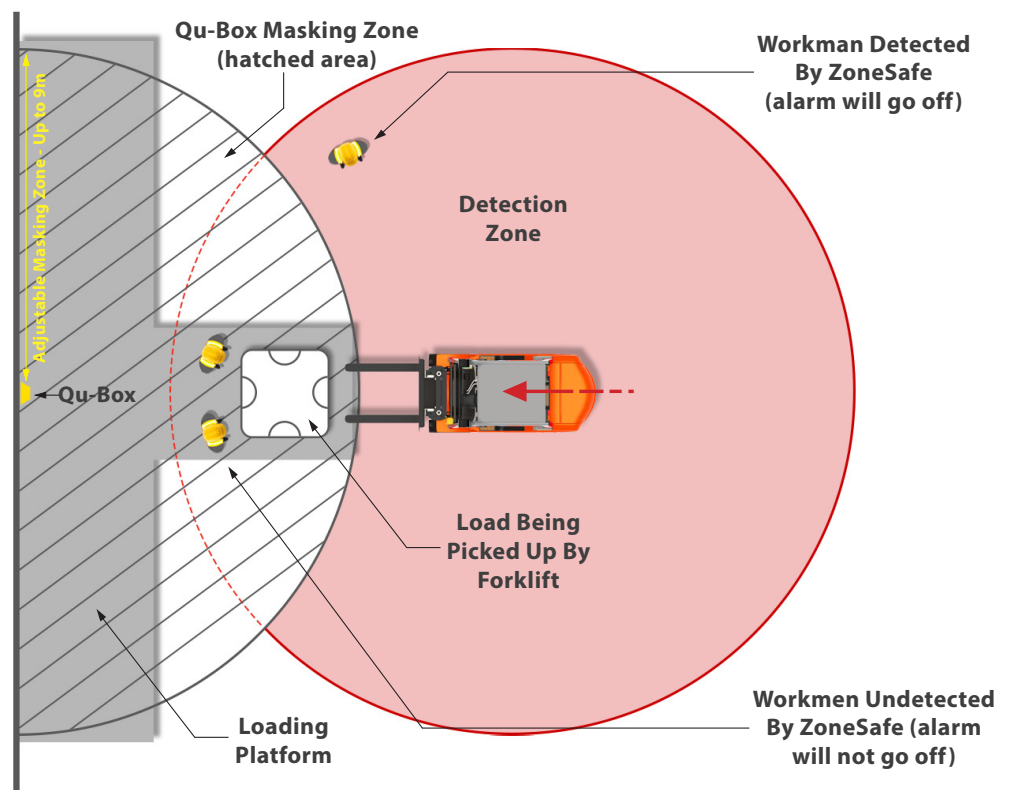 Qu-Box Masking Zone
(hatched area)
Workman Detected
By ZoneSafe
(alarm will go off)
Adjustable Masking Zone - Up to 9m
Detection
Zone
Qu-Box
Load Being
Picked Up By
Forklift
Loading
Platform
Workmen Undetected
By ZoneSafe (alarm
will not go off)